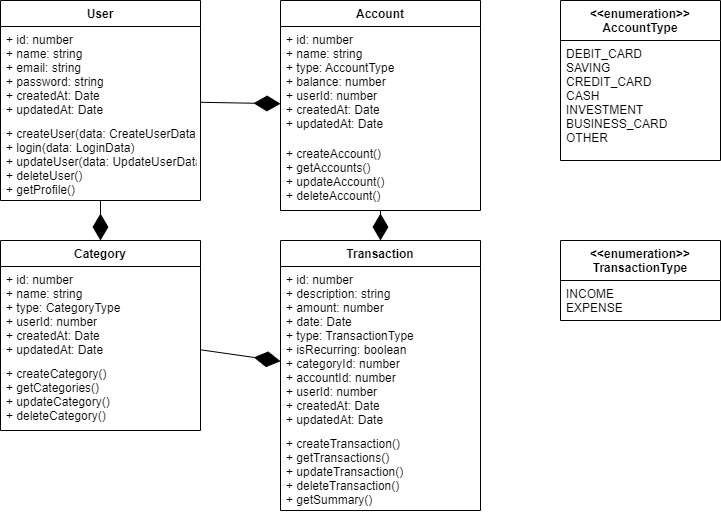 User
+ id: number
+ name: string
+ email: string
+ password: string
+ createdAt: Date
+ updatedAt: Date
+ createUser(data: CreateUserData
+ login(data: LoginData)
+ updateUser(data: UpdateUserData
+ deleteUser()
+ getProfile()
Account
+ id: number
+ name: string
+ type: AccountType
+ balance: number
+ userId: number
+ createdAt: Date
+ updatedAt: Date
+ createAccount()
+ getAccounts()
+ updateAccount()
+ deleteAccount()
<<enumeration>>
AccountType
DEBIT_CARD
SAVING
CREDIT_CARD
CASH
INVESTMENT
BUSINESS_CARD
OTHER
Category
+ id: number
+ name: string
+ type: CategoryType
+ userId: number
+ createdAt: Date
+ updatedAt: Date
+ createCategory()
+ getCategories()
+ updateCategory()
+ deleteCategory()
Transaction
+ id: number
+ description: string
+ amount: number
+ date: Date
+ type: TransactionType
+ isRecurring: boolean
+ categoryId: number
+ accountId: number
+ userId: number
+ createdAt: Date
+ updatedAt: Date
+ createTransaction()
+ getTransactions()
+ updateTransaction()
+ deleteTransaction()
+ getSummary()
<<enumeration>>
TransactionType
INCOME
EXPENSE